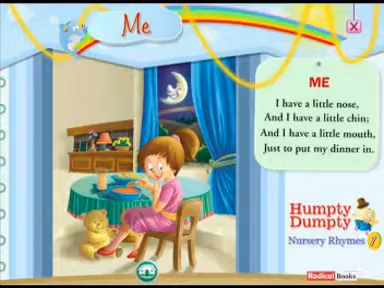 Me
ME
I have a little nose,
And I have a little chin;
And I have a little mouth,
Just to put my dinner in.
Humpty
Dumpty
Nursery Rhymes
Radical Books